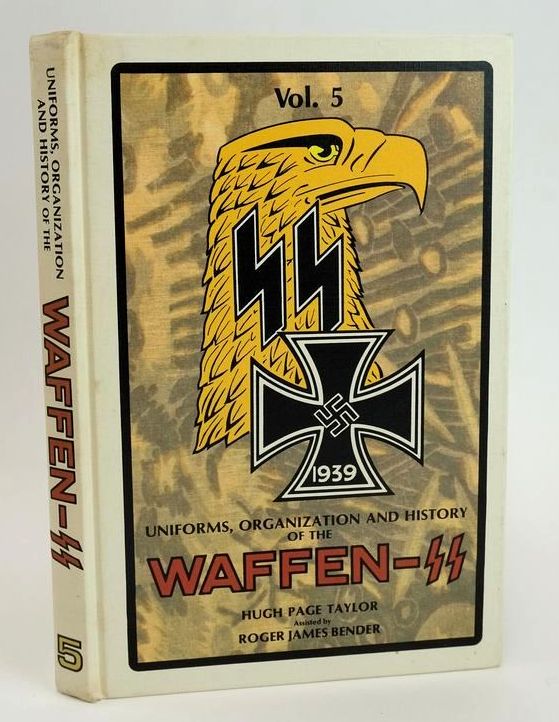 UNIFORMS, ORGANIZATION
AND HISTORY OF THE
WAFFEN-SS
5
Vol. 5
SS
1939
UNIFORMS, ORGANIZATION AND HISTORY
OF THE
WAFFEN-SS
HUGH PAGE TAYLOR
Assisted by
ROGER JAMES BENDER